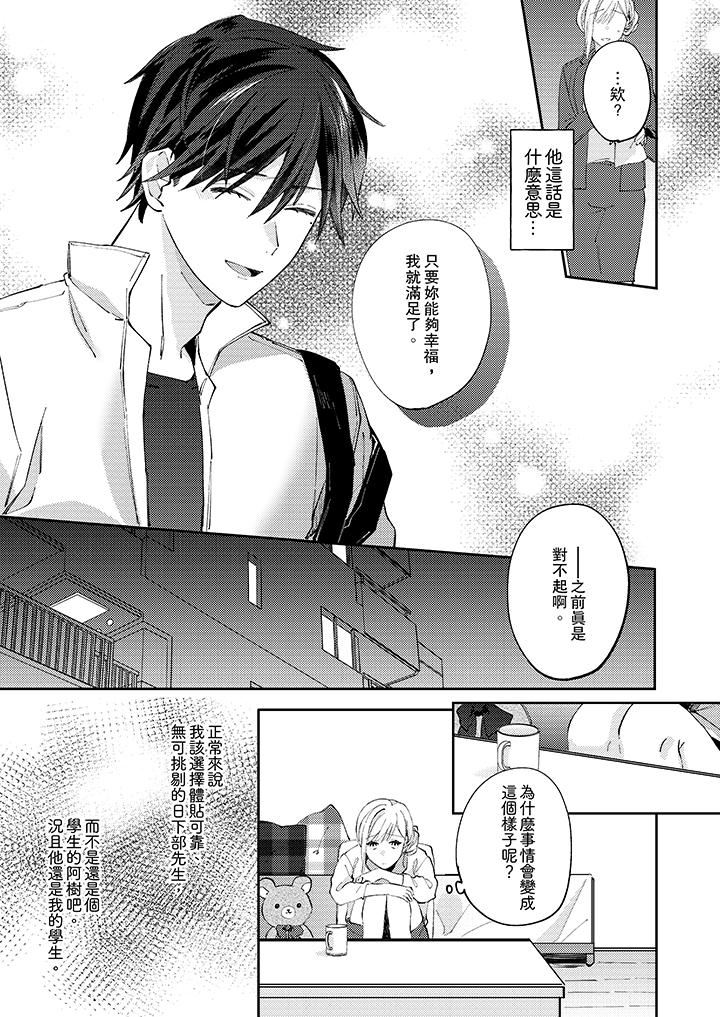 …欸？
他這話是
什麼意思…
只要妳能夠幸福，
我就滿足了。
——之前真是
對不起啊。
為什麼事情會變成
這個樣子呢？
正常來說
我該選擇體貼可靠、
無可挑剔的日下部先生，
而不是還是個
學生的阿樹吧。
況且他還是我的學生。